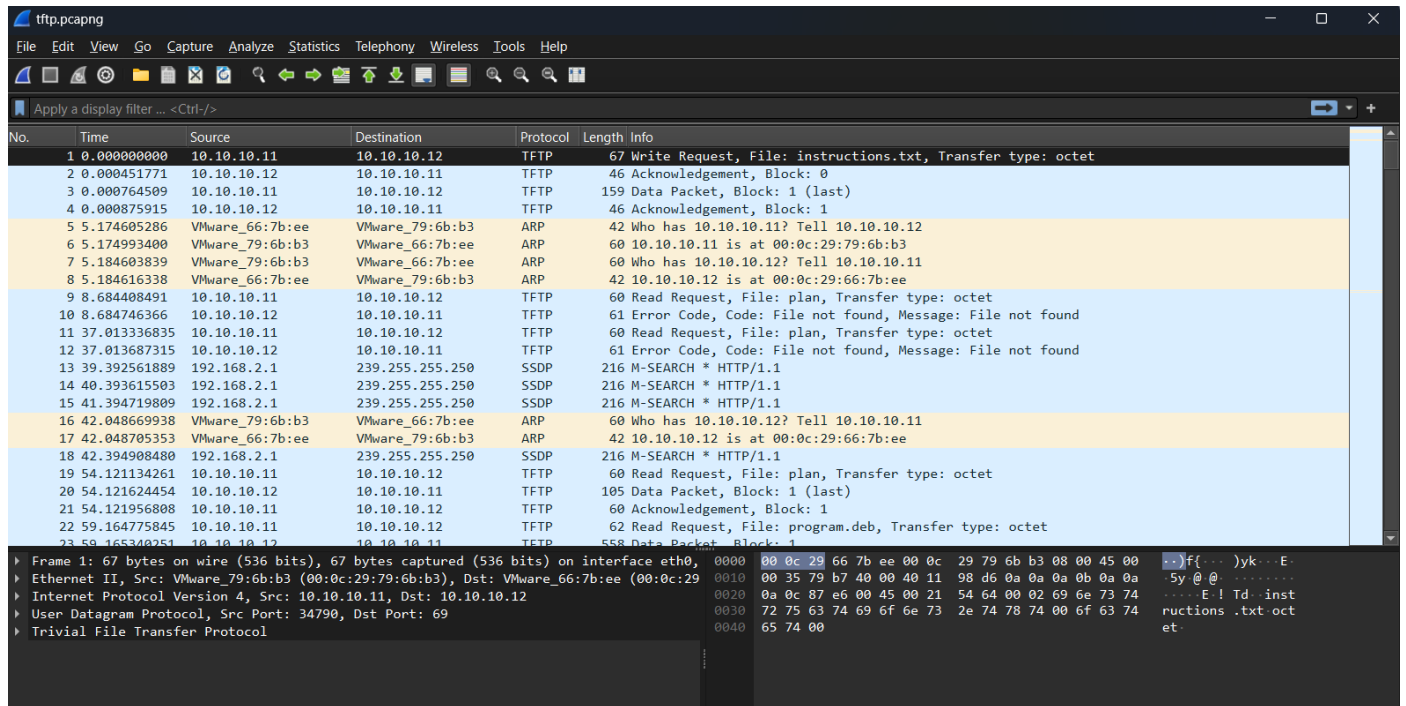 tftp.pcapng
File Edit View Go Capture Analyze Statistics Telephony Wireless Tools Help
Apply a display filter ... <Ctrl-/>
No. Time Source Destination Protocol Length Info
1 0.000000000 10.10.10.11 10.10.10.12 TFTP 67 Write Request, File: instructions.txt, Transfer type: octet
2 0.000451771 10.10.10.12 10.10.10.11 TFTP 46 Acknowledgement, Block: 0
3 0.000764509 10.10.10.11 10.10.10.12 TFTP 159 Data Packet, Block: 1 (last)
4 0.000875915 10.10.10.12 10.10.10.11 TFTP 46 Acknowledgement, Block: 1
5 5.174605286 VMware_66:7b:ee VMware_79:6b:b3 ARP 42 Who has 10.10.10.11? Tell 10.10.10.12
6 5.174993400 VMware_79:6b:b3 VMware_66:7b:ee ARP 60 10.10.10.11 is at 00:0c:29:79:6b:b3
7 5.184603839 VMware_79:6b:b3 VMware_66:7b:ee ARP 60 Who has 10.10.10.12? Tell 10.10.10.11
8 5.184616338 VMware_66:7b:ee VMware_79:6b:b3 ARP 42 10.10.10.12 is at 00:0c:29:66:7b:ee
9 8.684408491 10.10.10.11 10.10.10.12 TFTP 60 Read Request, File: plan, Transfer type: octet
10 8.684746366 10.10.10.12 10.10.10.11 TFTP 61 Error Code, Code: File not found, Message: File not found
11 37.013336835 10.10.10.11 10.10.10.12 TFTP 60 Read Request, File: plan, Transfer type: octet
12 37.013687315 10.10.10.12 10.10.10.11 TFTP 61 Error Code, Code: File not found, Message: File not found
13 39.392561889 192.168.2.1 239.255.255.250 SSDP 216 M-SEARCH * HTTP/1.1
14 40.393615503 192.168.2.1 239.255.255.250 SSDP 216 M-SEARCH * HTTP/1.1
15 41.394719809 192.168.2.1 239.255.255.250 SSDP 216 M-SEARCH * HTTP/1.1
16 42.048669938 VMware_79:6b:b3 VMware_66:7b:ee ARP 60 Who has 10.10.10.12? Tell 10.10.10.11
17 42.048705353 VMware_66:7b:ee VMware_79:6b:b3 ARP 42 10.10.10.12 is at 00:0c:29:66:7b:ee
18 42.394908480 192.168.2.1 239.255.255.250 SSDP 216 M-SEARCH * HTTP/1.1
19 54.121134261 10.10.10.11 10.10.10.12 TFTP 60 Read Request, File: plan, Transfer type: octet
20 54.121624454 10.10.10.12 10.10.10.11 TFTP 105 Data Packet, Block: 1 (last)
21 54.121956808 10.10.10.11 10.10.10.12 TFTP 60 Acknowledgement, Block: 1
22 59.164775845 10.10.10.11 10.10.10.12 TFTP 62 Read Request, File: program.deb, Transfer type: octet
23 59.165340251 10.10.10.12 10.10.10.11 TFTP 558 Data Packet, Block: 1
Frame 1: 67 bytes on wire (536 bits), 67 bytes captured (536 bits) on interface eth0,
Ethernet II, Src: VMware_79:6b:b3 (00:0c:29:79:6b:b3), Dst: VMware_66:7b:ee (00:0c:29
Internet Protocol Version 4, Src: 10.10.10.11, Dst: 10.10.10.12
User Datagram Protocol, Src Port: 34790, Dst Port: 69
Trivial File Transfer Protocol
0000 00 0c 29 66 7b ee 00 0c 29 79 6b b3 08 00 45 00 ··)f{··· )yk···E·
0010 00 35 79 b7 40 00 40 11 98 d6 0a 0a 0a 0b 0a 0a ·5y·@·@· ········
0020 0a 0c 87 e6 00 45 00 21 54 64 00 02 69 6e 73 74 ·····E·! Td··inst
0030 72 75 63 74 69 6f 6e 73 2e 74 78 74 00 6f 63 74 ructions .txt·oct
0040 65 74 00 et·